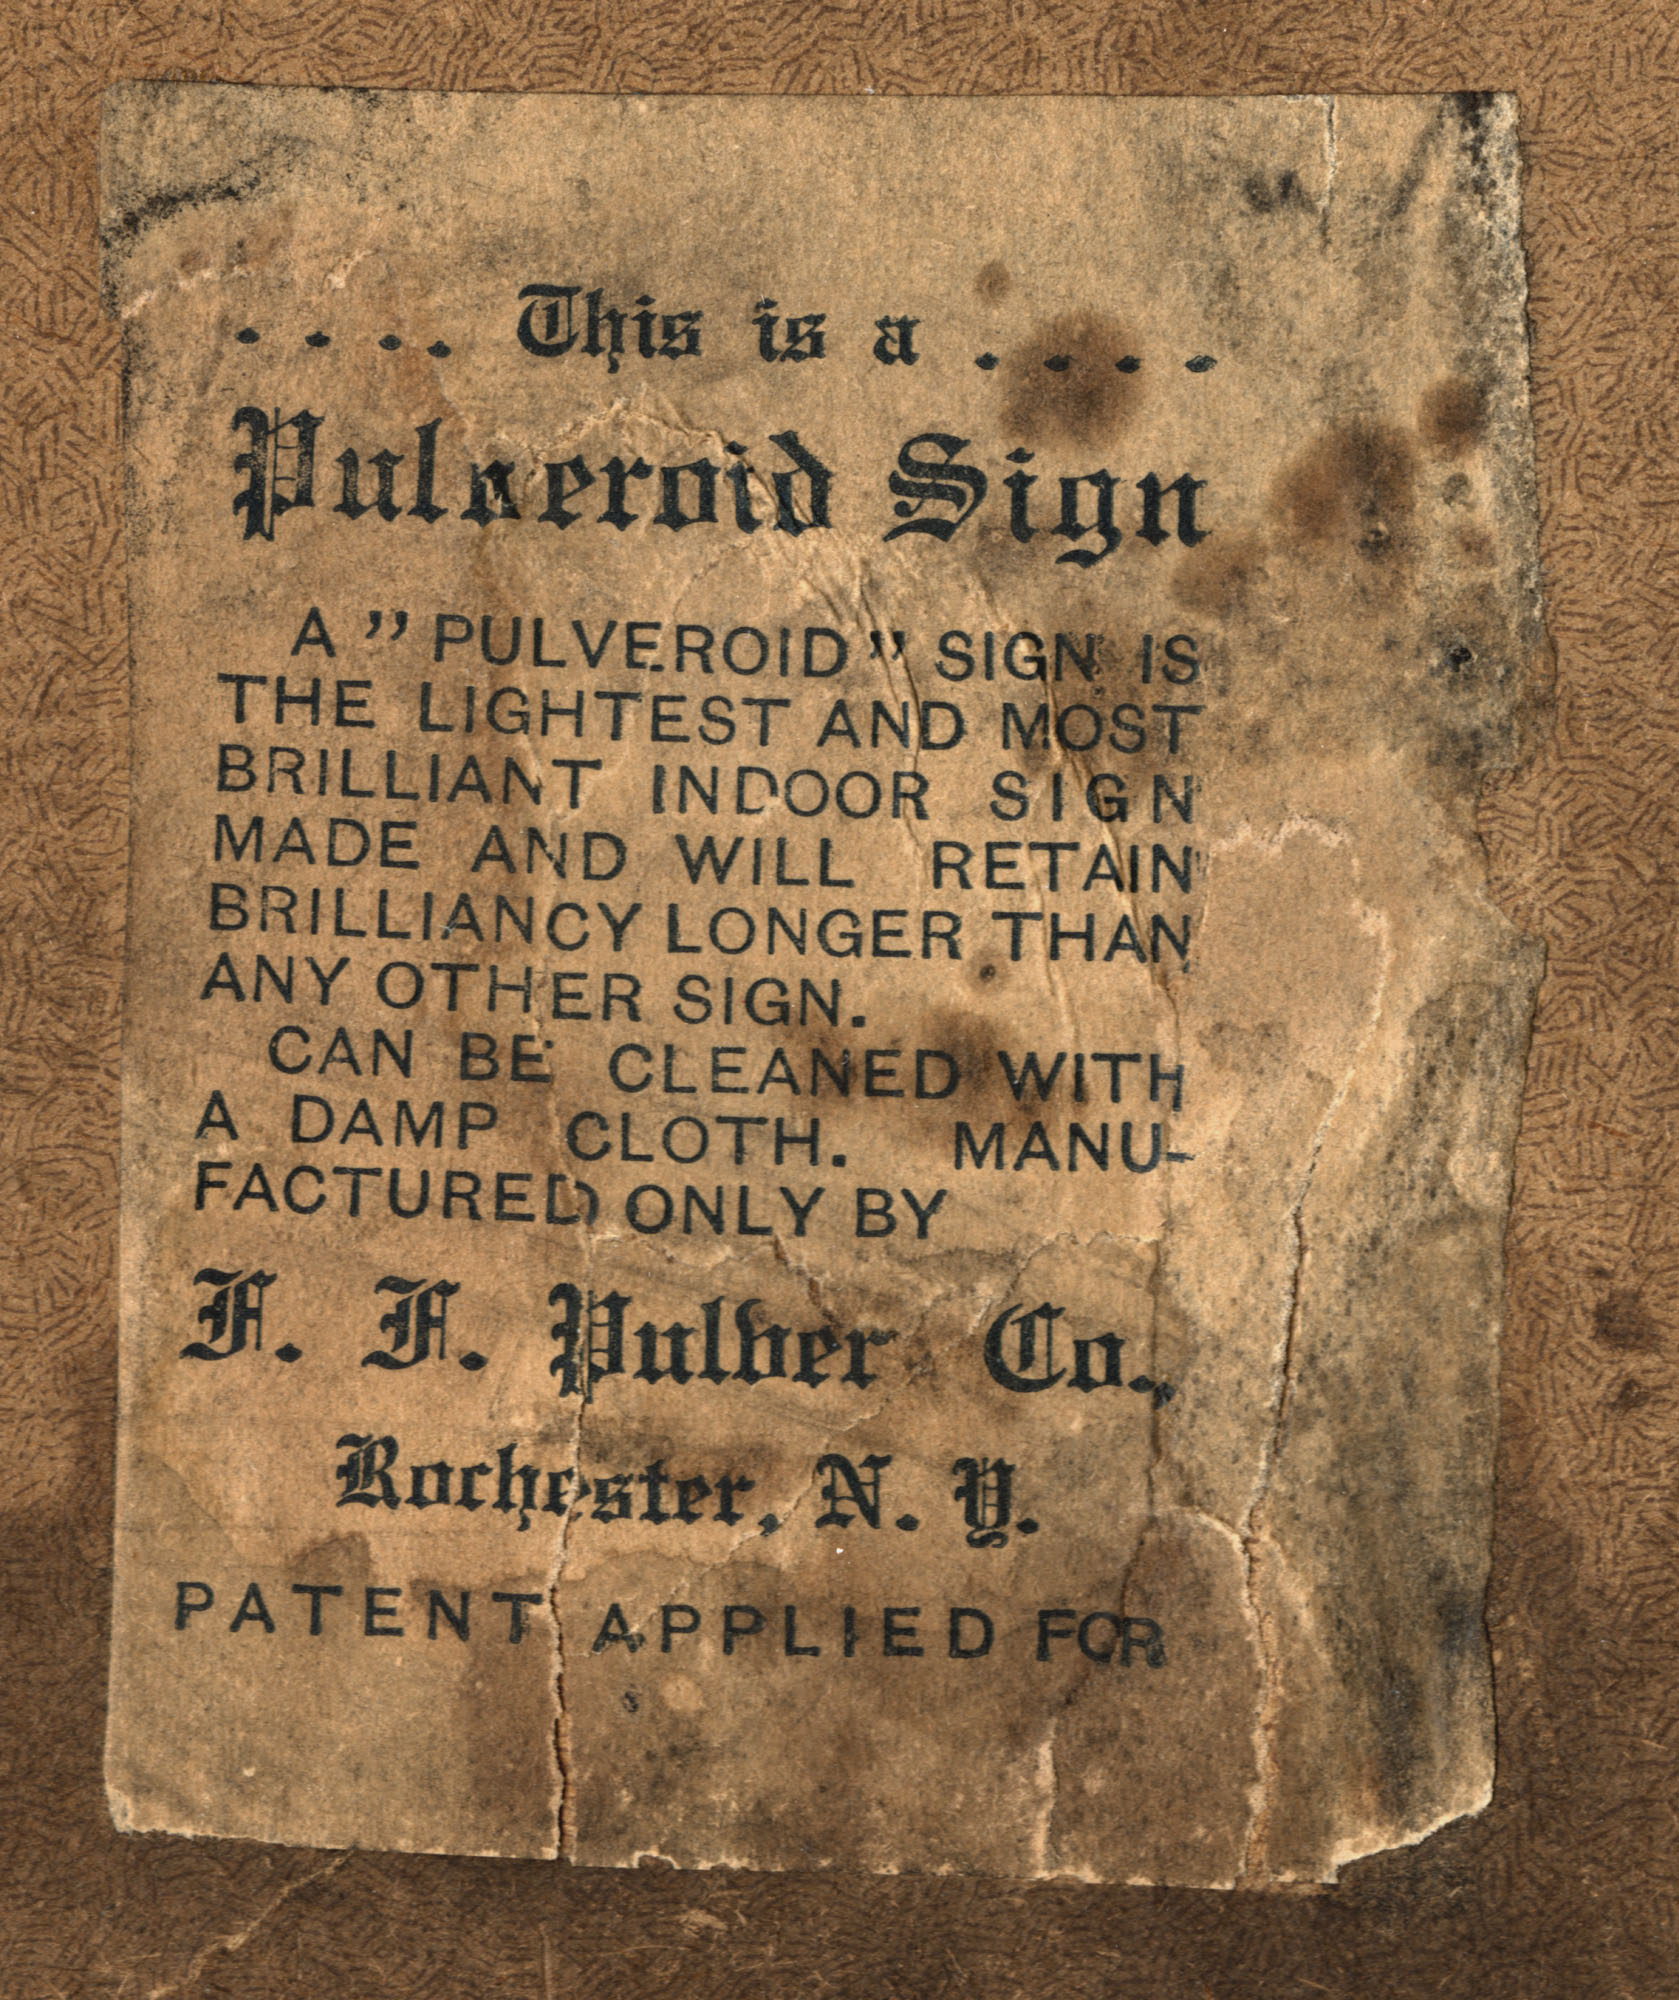 . . . . This is a . . . .
Pulveroid Sign
A ” PULVEROID ” SIGN IS
THE LIGHTEST AND MOST
BRILLIANT INDOOR SIGN
MADE AND WILL RETAIN
BRILLIANCY LONGER THAN
ANY OTHER SIGN.
CAN BE CLEANED WITH
A DAMP CLOTH. MANU-
FACTURED ONLY BY
F. F. Pulver Co.,
Rochester, N. Y.
PATENT APPLIED FOR